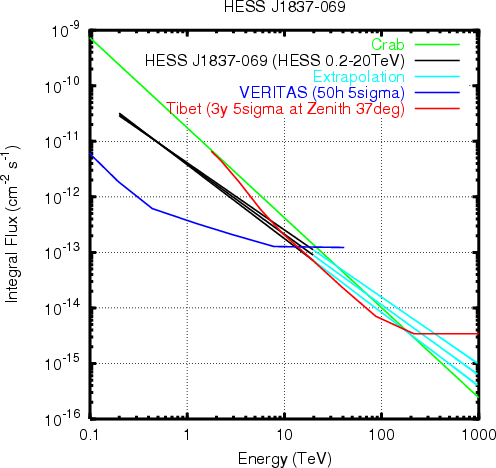 HESS J1837-069
10^-9
10^-10
10^-11
10^-12
10^-13
10^-14
10^-15
10^-16
Integral Flux (cm^-2 s^-1)
Crab
HESS J1837-069 (HESS 0.2-20TeV)
Extrapolation
VERITAS (50h 5sigma)
Tibet (3y 5sigma at Zenith 37deg)
0.1 1 10 100 1000
Energy (TeV)